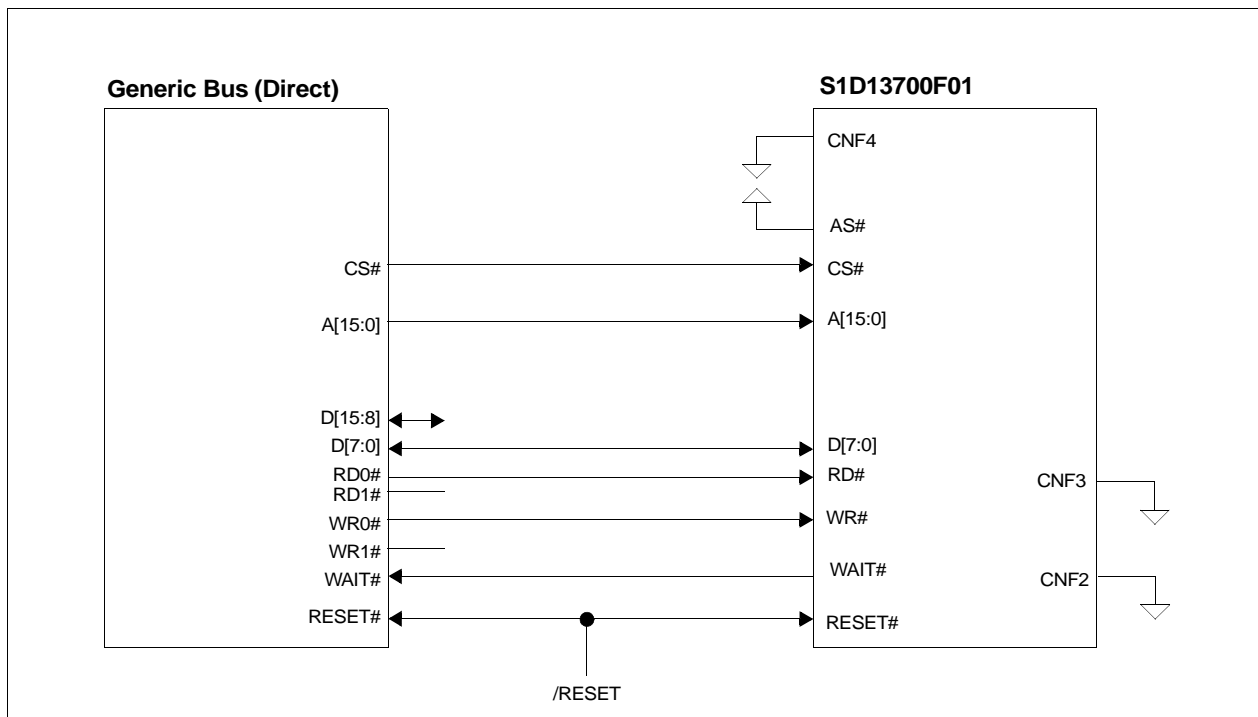 Generic Bus (Direct)
S1D13700F01
CNF4
AS#
CS#
CS#
A[15:0]
A[15:0]
D[15:8]
D[7:0]
D[7:0]
RD0#
RD#
RD1#
CNF3
WR0#
WR#
WR1#
WAIT#
WAIT#
CNF2
RESET#
RESET#
/RESET